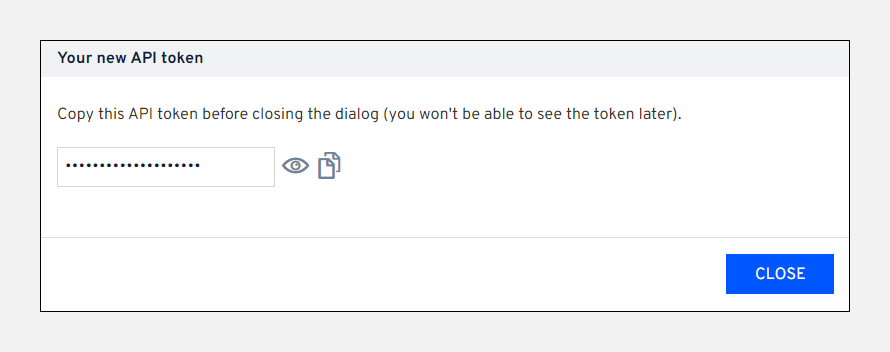 Your new API token
Copy this API token before closing the dialog (you won't be able to see the token later).
••••••••••••••••••••
CLOSE